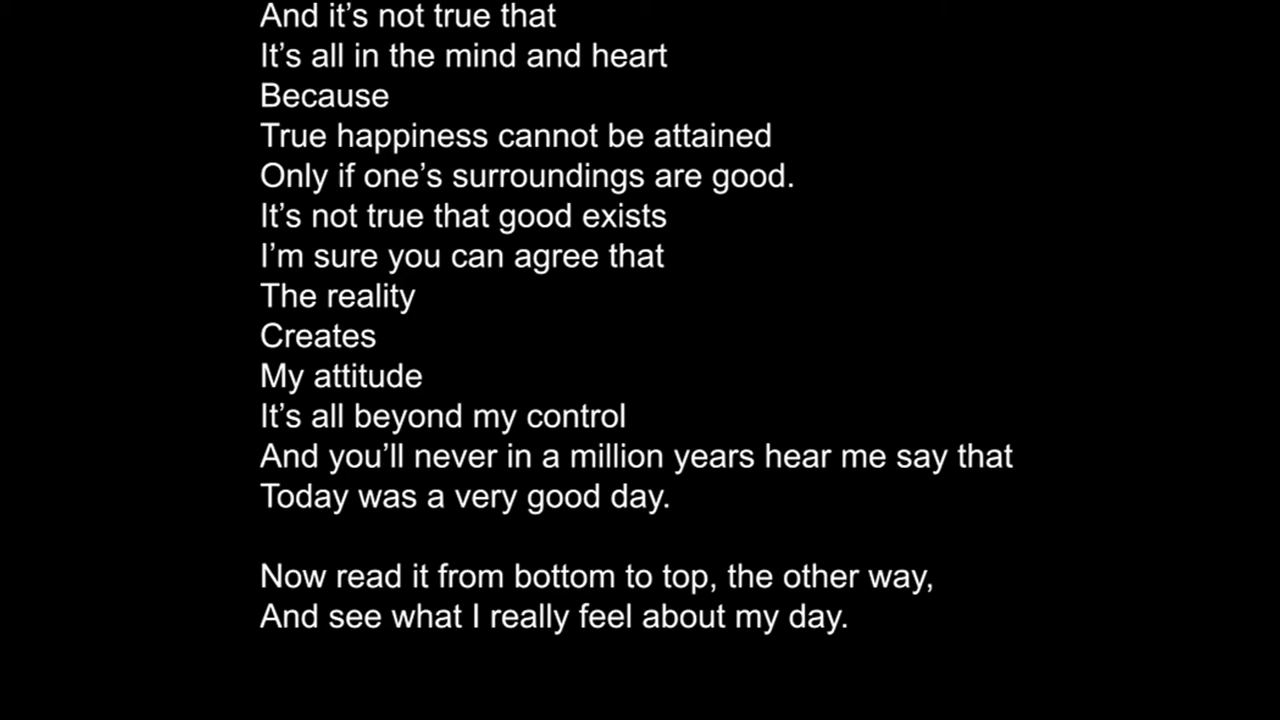 And it’s not true that
It’s all in the mind and heart
Because
True happiness cannot be attained
Only if one’s surroundings are good.
It’s not true that good exists
I’m sure you can agree that
The reality
Creates
My attitude
It’s all beyond my control
And you’ll never in a million years hear me say that
Today was a very good day.

Now read it from bottom to top, the other way,
And see what I really feel about my day.